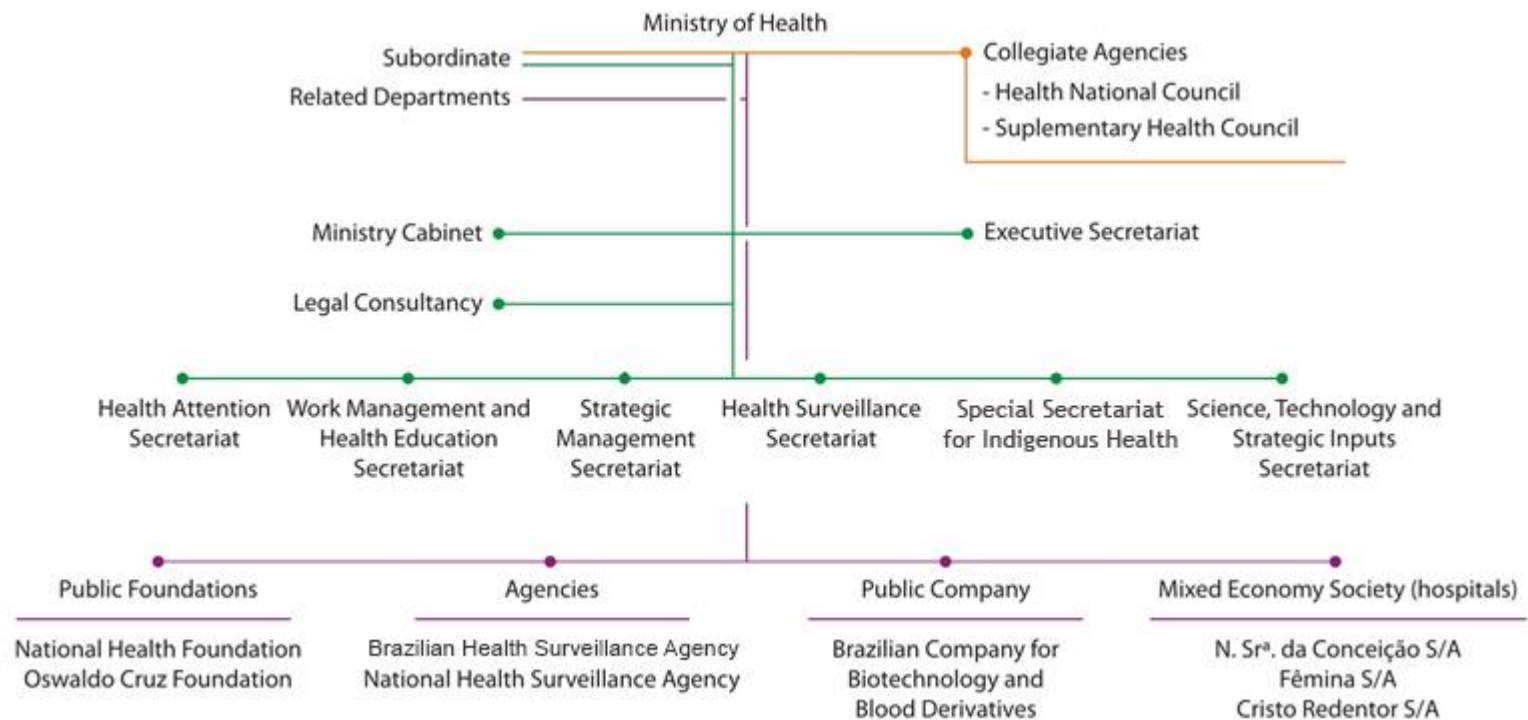 Ministry of Health
Subordinate
Related Departments
Collegiate Agencies
- Health National Council
- Suplementary Health Council
Ministry Cabinet
Executive Secretariat
Legal Consultancy
Health Attention
Secretariat
Work Management and
Health Education
Secretariat
Strategic
Management
Secretariat
Health Surveillance
Secretariat
Special Secretariat
for Indigenous Health
Science, Technology and
Strategic Inputs
Secretariat
Public Foundations
National Health Foundation
Oswaldo Cruz Foundation
Agencies
Brazilian Health Surveillance Agency
National Health Surveillance Agency
Public Company
Brazilian Company for
Biotechnology and
Blood Derivatives
Mixed Economy Society (hospitals)
N. Srª. da Conceição S/A
Fêmina S/A
Cristo Redentor S/A